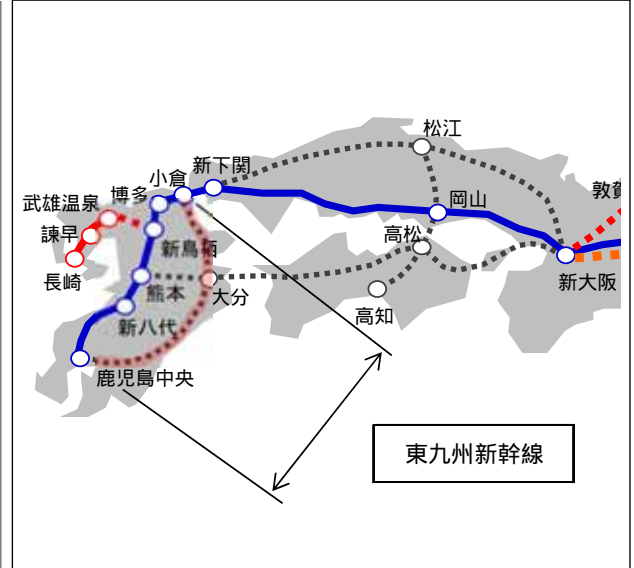 松江
新下関
小倉
博多
武雄温泉
岡山
敦賀
諫早
高松
新鳥栖
長崎
熊本
大分
新大阪
高知
新八代
鹿児島中央
東九州新幹線